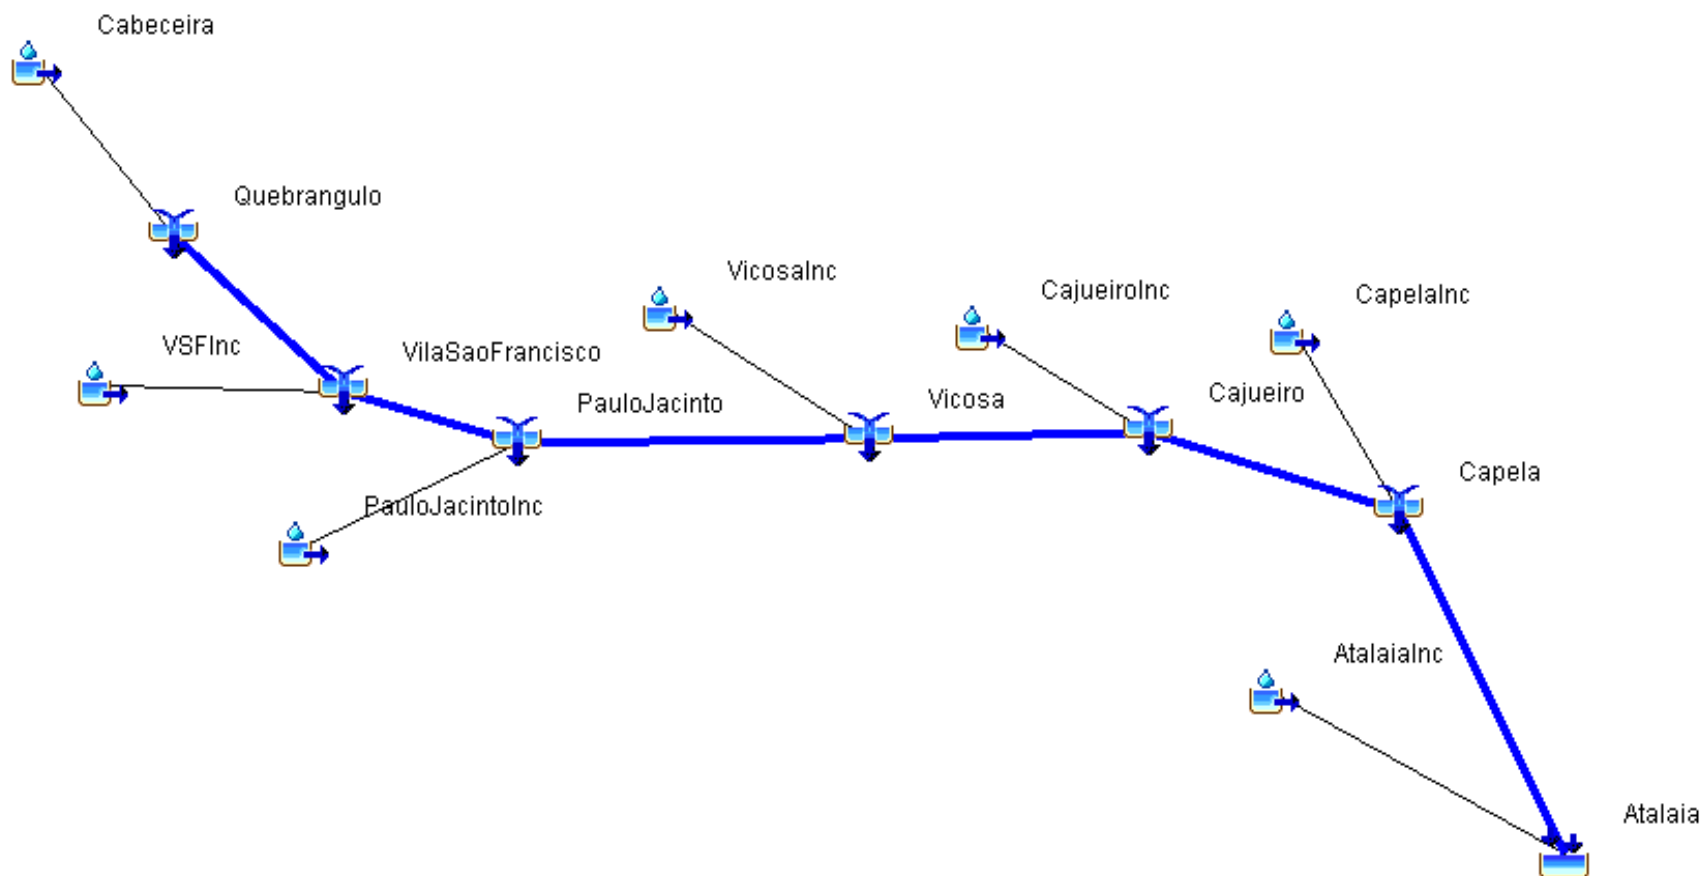 Cabeceira
Quebrangulo
VicosaInc
CajueiroInc
CapelaInc
VSFInc
VilaSaoFrancisco
PauloJacinto
Vicosa
Cajueiro
Capela
PauloJacintoInc
AtalaiaInc
Atalaia